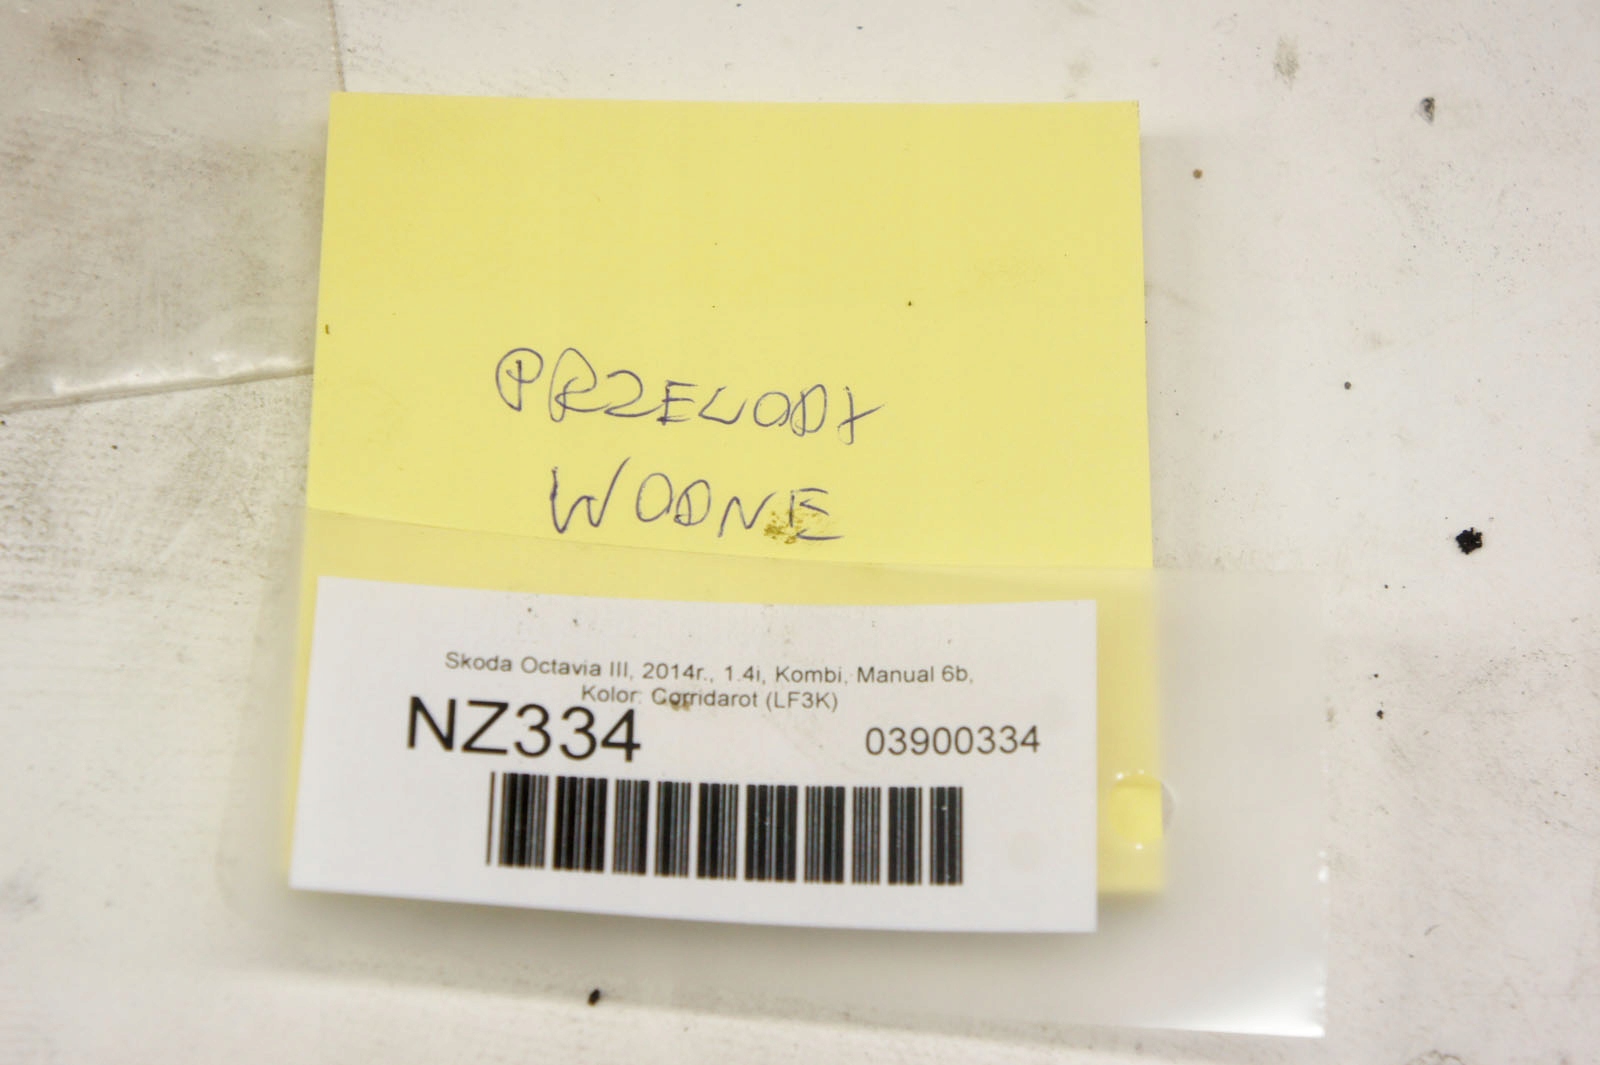 PRZEWODY
WODNE
Skoda Octavia III, 2014r., 1.4i, Kombi, Manual 6b,
Kolor: Corridarot (LF3K)
NZ334
03900334